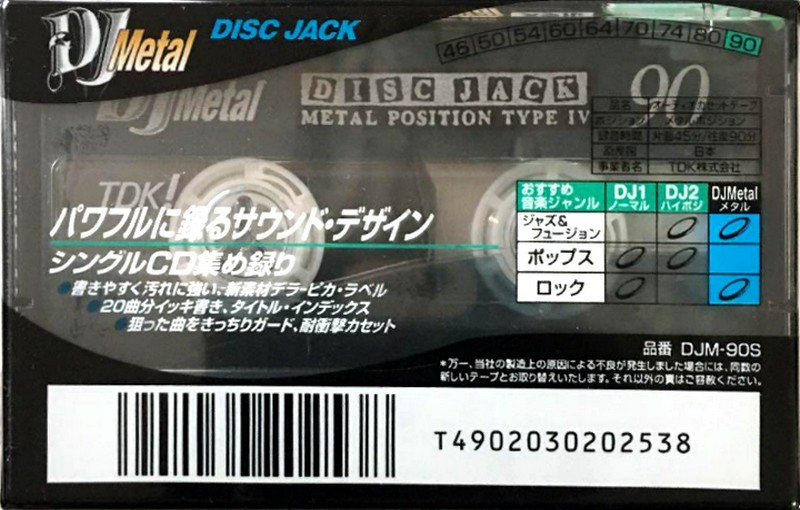 DJ Metal DISC JACK
46 50 54 60 64 70 74 80 90
DJ Metal
DISC JACK
METAL POSITION TYPE IV
90
品名 オーディオカセットテープ
ポジション メタルポジション
録音時間 片面45分/往復90分
原産国 日本
事業者名 TDK株式会社
TDK!
パワフルに録るサウンド・デザイン
シングルCD集め録り
書きやすく汚れに強い、新素材デラーピカ・ラベル
20曲分イッキ書き、タイトル・インデックス
狙った曲をきっちりガード、耐衝撃カセット
おすすめ音楽ジャンル DJ1 ノーマル DJ2 ハイポジ DJMetal メタル
ジャズ&フュージョン
ポップス
ロック
品番 DJM-90S
*万一、当社の製造上の原因による不良が発生しました場合には、同数の
新しいテープとお取り替えいたします。それ以外の責はご容赦ください。
T4902030202538